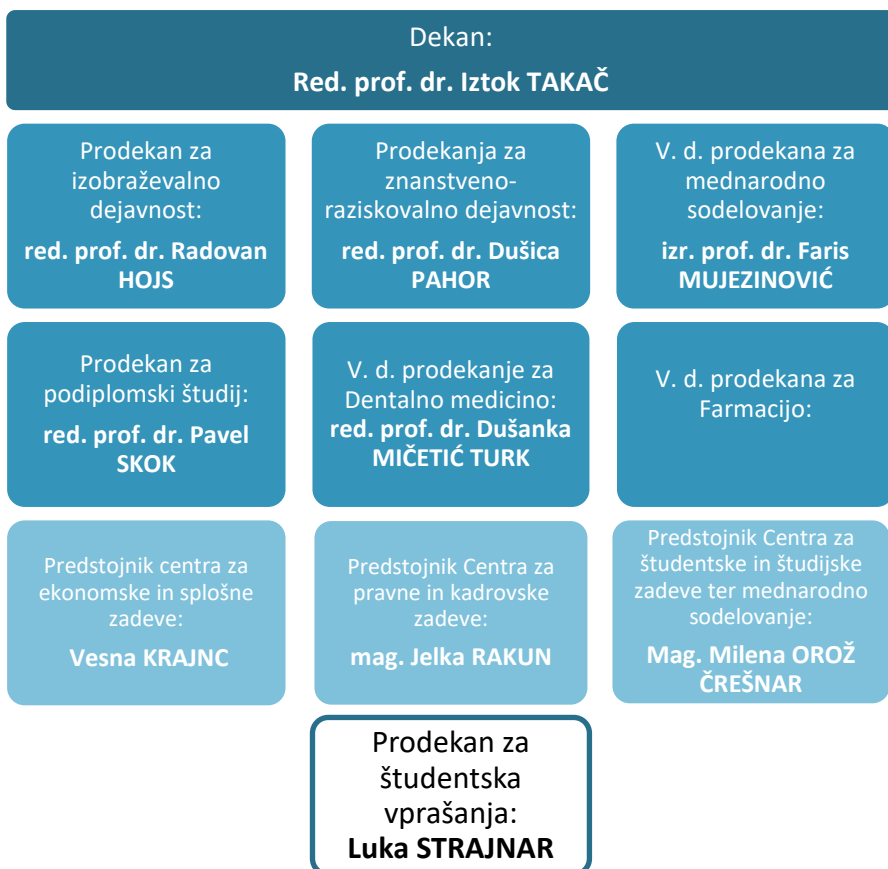 Dekan:
Red. prof. dr. Iztok TAKAČ
Prodekan za
izobraževalno
dejavnost:
red. prof. dr. Radovan
HOJS
Prodekanja za
znanstveno-
raziskovalno dejavnost:
red. prof. dr. Dušica
PAHOR
V. d. prodekana za
mednarodno
sodelovanje:
izr. prof. dr. Faris
MUJEZINOVIĆ
Prodekan za
podiplomski študij:
red. prof. dr. Pavel
SKOK
V. d. prodekanje za
Dentalno medicino:
red. prof. dr. Dušanka
MIČETIĆ TURK
V. d. prodekana za
Farmacijo:
Predstojnik centra za
ekonomske in splošne
zadeve:
Vesna KRAJNC
Predstojnik Centra za
pravne in kadrovske
zadeve:
mag. Jelka RAKUN
Predstojnik Centra za
študentske in študijske
zadeve ter mednarodno
sodelovanje:
Mag. Milena OROŽ
ČREŠNAR
Prodekan za
študentska
vprašanja:
Luka STRAJNAR